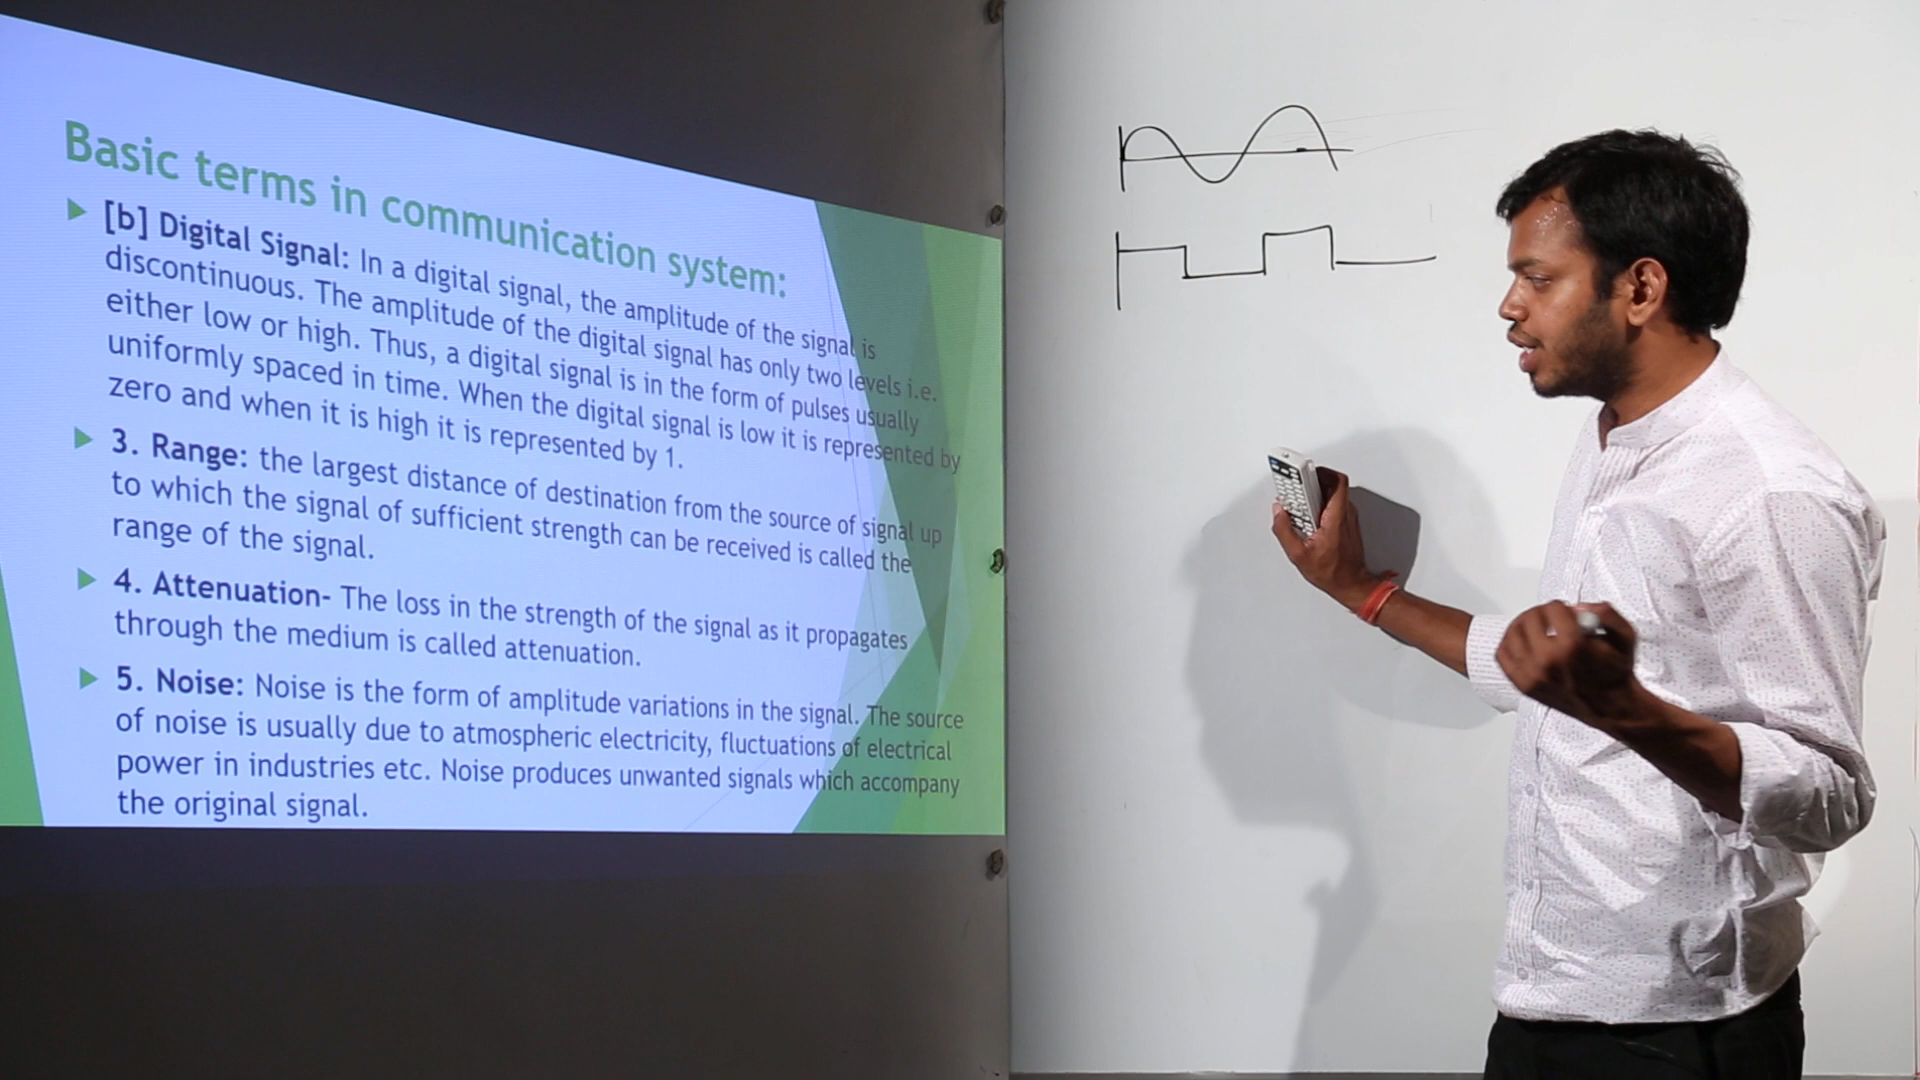 Basic terms in communication system:
[b] Digital Signal: In a digital signal, the amplitude of the signal is
discontinuous. The amplitude of the digital signal has only two levels i.e.
either low or high. Thus, a digital signal is in the form of pulses usually
uniformly spaced in time. When the digital signal is low it is represented by
zero and when it is high it is represented by 1.
3. Range: the largest distance of destination from the source of signal up
to which the signal of sufficient strength can be received is called the
range of the signal.
4. Attenuation- The loss in the strength of the signal as it propagates
through the medium is called attenuation.
5. Noise: Noise is the form of amplitude variations in the signal. The source
of noise is usually due to atmospheric electricity, fluctuations of electrical
power in industries etc. Noise produces unwanted signals which accompany
the original signal.